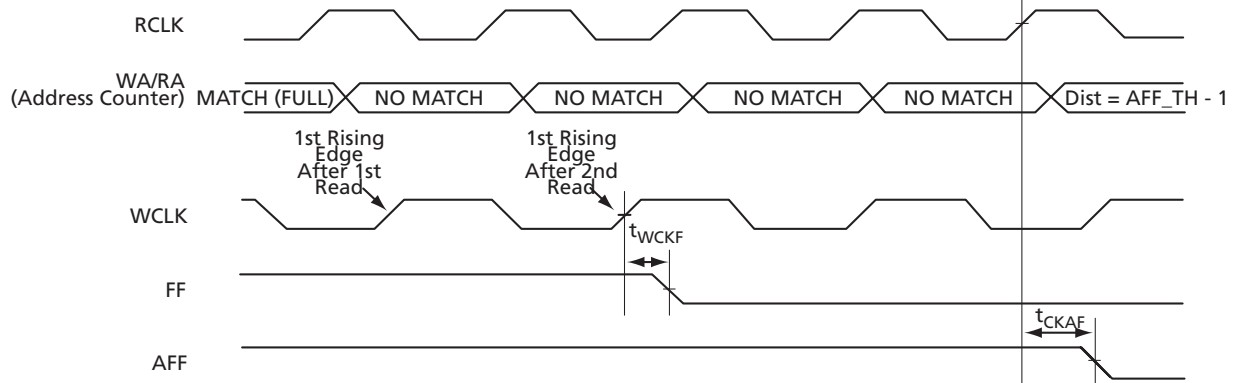 RCLK
WA/RA
(Address Counter) MATCH (FULL) NO MATCH NO MATCH NO MATCH NO MATCH Dist = AFF_TH - 1
1st Rising
Edge
After 1st
Read
1st Rising
Edge
After 2nd
Read
WCLK
tWCKF
FF
tCKAF
AFF